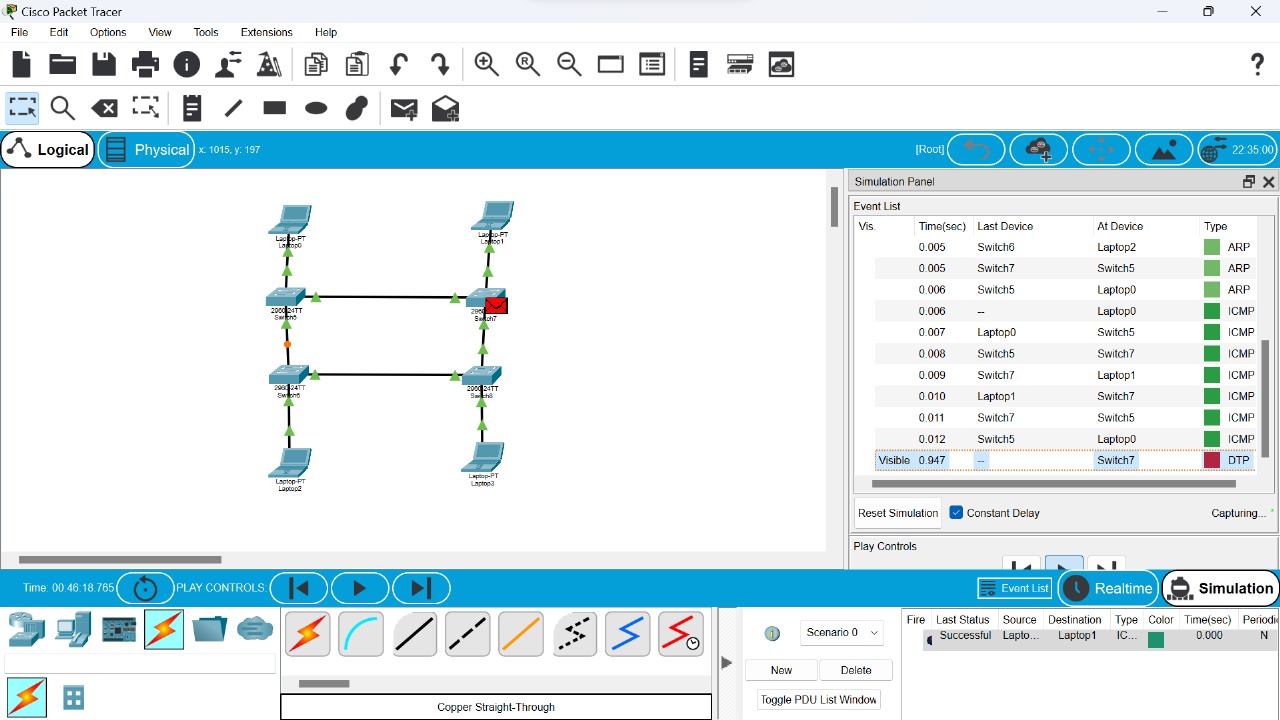 Cisco Packet Tracer
File Edit Options View Tools Extensions Help
Logical Physical x: 1015, y: 197 [Root] 22:35:00
Simulation Panel
Event List
Vis. Time(sec) Last Device At Device Type
0.005 Switch6 Laptop2 ARP
0.005 Switch7 Switch5 ARP
0.006 Switch5 Laptop0 ARP
0.006 -- Laptop0 ICMP
0.007 Laptop0 Switch5 ICMP
0.008 Switch5 Switch7 ICMP
0.009 Switch7 Laptop1 ICMP
0.010 Laptop1 Switch7 ICMP
0.011 Switch7 Switch5 ICMP
0.012 Switch5 Laptop0 ICMP
Visible 0.947 -- Switch7 DTP
Reset Simulation Constant Delay Capturing...
Play Controls
Laptop-PT
Laptop0
Laptop-PT
Laptop1
2960-24TT
Switch5
Switch7
2960-24TT
Switch6
2960-24TT
Laptop-PT
Laptop2
Laptop-PT
Laptop3
Time: 00:46:18.765 PLAY CONTROLS: Event List Realtime Simulation
Scenario 0
New Delete
Toggle PDU List Window
Fire Last Status Source Destination Type Color Time(sec) Periodi
Successful Lapto... Laptop1 IC... 0.000 N
Copper Straight-Through